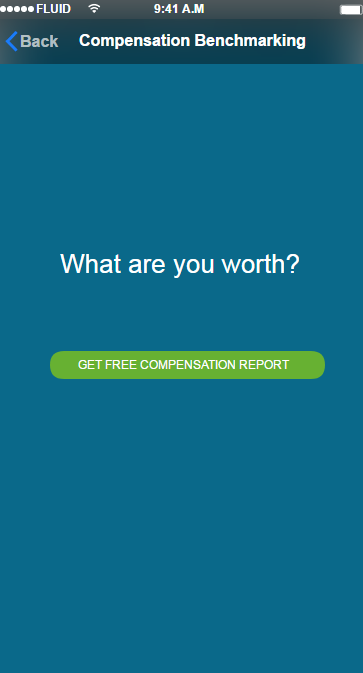 FLUID 9:41 A.M
Back Compensation Benchmarking
What are you worth?
GET FREE COMPENSATION REPORT